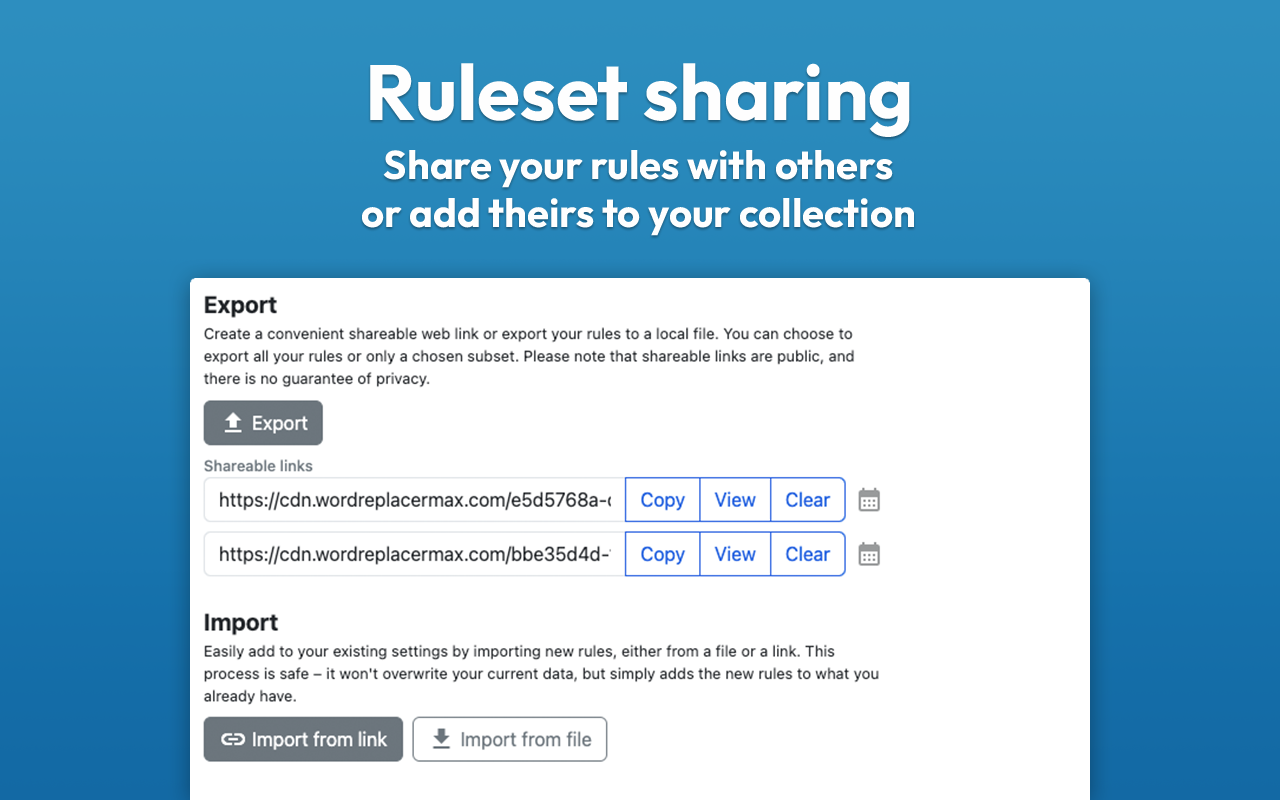 Ruleset sharing
Share your rules with others
or add theirs to your collection
Export
Create a convenient shareable web link or export your rules to a local file. You can choose to
export all your rules or only a chosen subset. Please note that shareable links are public, and
there is no guarantee of privacy.
Export
Shareable links
https://cdn.wordreplacermax.com/e5d5768a- Copy View Clear
https://cdn.wordreplacermax.com/bbe35d4d- Copy View Clear
Import
Easily add to your existing settings by importing new rules, either from a file or a link. This
process is safe – it won't overwrite your current data, but simply adds the new rules to what you
already have.
Import from link Import from file